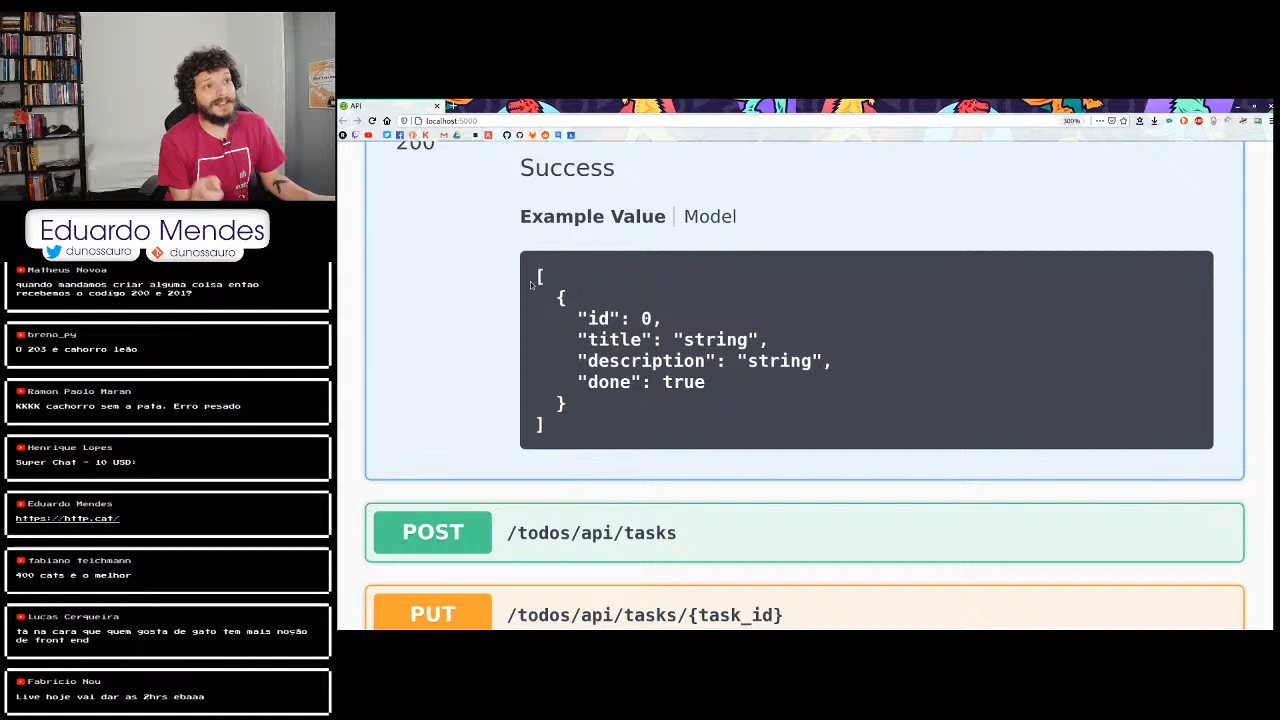 Eduardo Mendes
dunossauro
dunossauro
Matheus Novoa
quando mandamos criar alguma coisa entao
recebemos o codigo 200 e 201?
breno_py
O 203 é cahorro leão
Ramon Paolo Maran
KKKK cachorro sem a pata. Erro pesado
Henrique Lopes
Super Chat - 10 USD:
Eduardo Mendes
https://http.cat/
fabiano teichmann
400 cats é o melhor
Lucas Cerqueira
tá na cara que quem gosta de gato tem mais noção
de front end
Fabricio Nou
Live hoje vai dar as 2hrs ebaaa
API
localhost:5000
300%
200
Success
Example Value
Model
[
{
"id": 0,
"title": "string",
"description": "string",
"done": true
}
]
POST /todos/api/tasks
PUT /todos/api/tasks/{task_id}